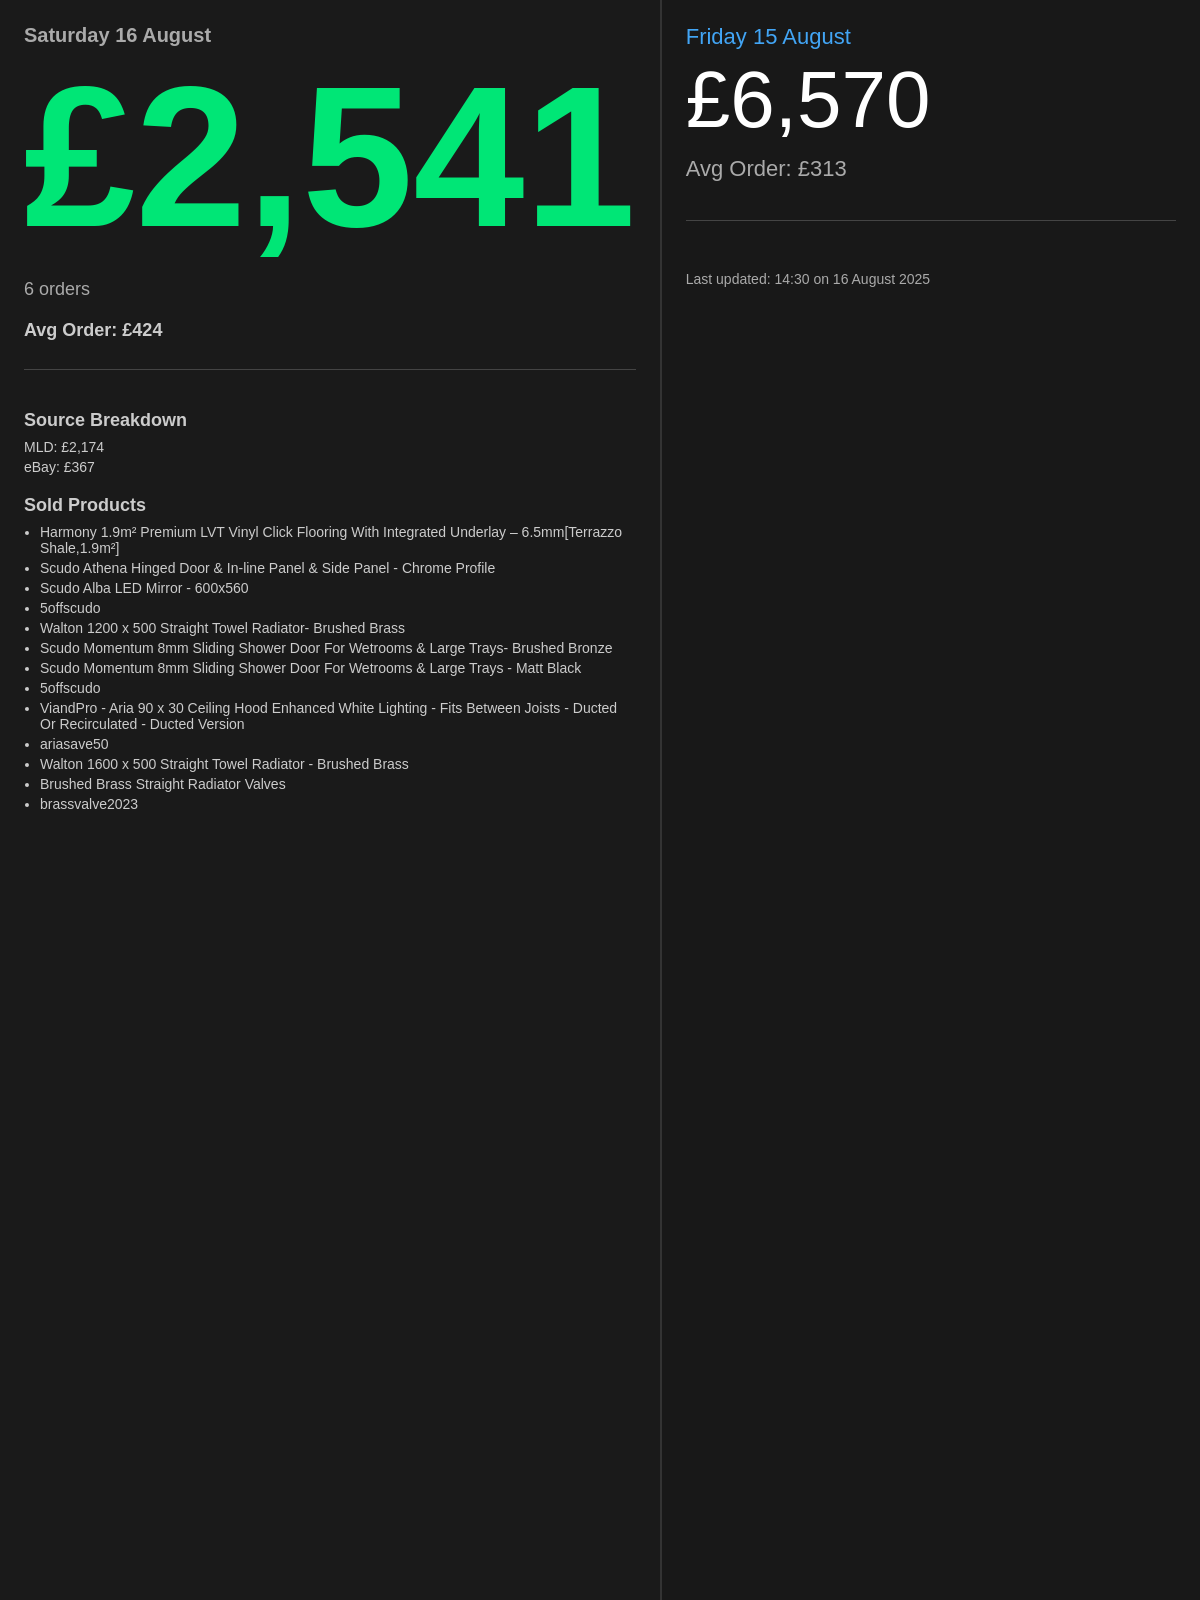 Saturday 16 August
£2,541
6 orders
Avg Order: £424
Source Breakdown
MLD: £2,174
eBay: £367
Sold Products
• Harmony 1.9m² Premium LVT Vinyl Click Flooring With Integrated Underlay – 6.5mm[Terrazzo
Shale,1.9m²]
• Scudo Athena Hinged Door & In-line Panel & Side Panel - Chrome Profile
• Scudo Alba LED Mirror - 600x560
• 5offscudo
• Walton 1200 x 500 Straight Towel Radiator- Brushed Brass
• Scudo Momentum 8mm Sliding Shower Door For Wetrooms & Large Trays- Brushed Bronze
• Scudo Momentum 8mm Sliding Shower Door For Wetrooms & Large Trays - Matt Black
• 5offscudo
• ViandPro - Aria 90 x 30 Ceiling Hood Enhanced White Lighting - Fits Between Joists - Ducted
Or Recirculated - Ducted Version
• ariasave50
• Walton 1600 x 500 Straight Towel Radiator - Brushed Brass
• Brushed Brass Straight Radiator Valves
• brassvalve2023
Friday 15 August
£6,570
Avg Order: £313
Last updated: 14:30 on 16 August 2025